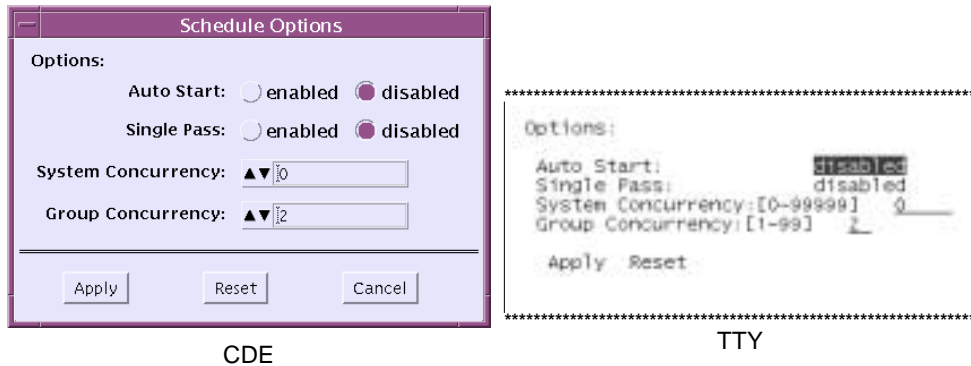 Schedule Options
Options:
Auto Start: enabled disabled
Single Pass: enabled disabled
System Concurrency: ▲▼ 0
Group Concurrency: ▲▼ 2
Apply Reset Cancel
CDE
Options:
Auto Start: disabled
Single Pass: disabled
System Concurrency:[0-99999] 0
Group Concurrency:[1-99] 2
Apply Reset
TTY